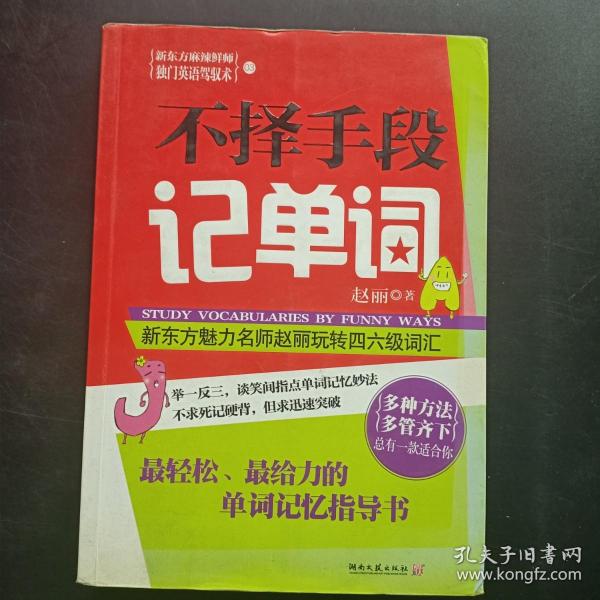 新东方麻辣鲜师
独门英语驾驭术
03
不择手段
记单词
赵丽◎著
STUDY VOCABULARIES BY FUNNY WAYS
新东方魅力名师赵丽玩转四六级词汇
举一反三，谈笑间指点单词记忆妙法
不求死记硬背，但求迅速突破
多种方法
多管齐下
总有一款适合你
最轻松、最给力的
单词记忆指导书
湖南文艺出版社
孔夫子旧书网
www.kongfz.com